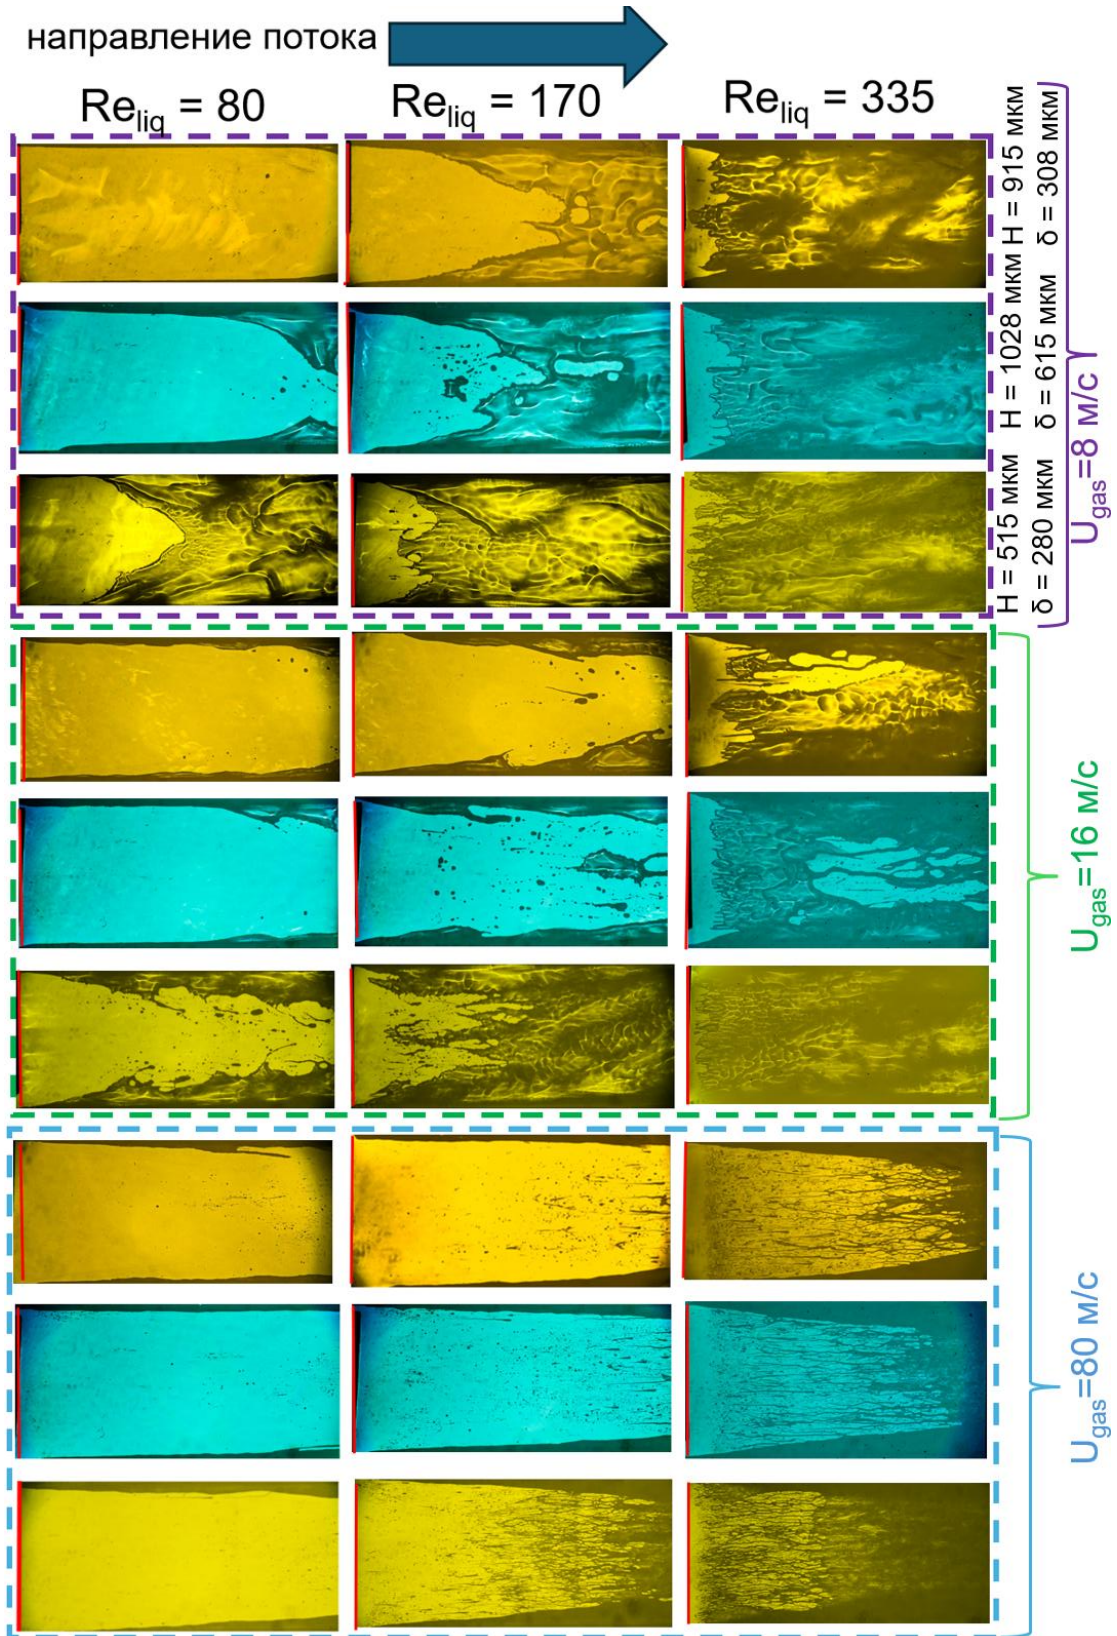 направление потока
Re_liq = 80
Re_liq = 170
Re_liq = 335
H = 915 мкм
δ = 308 мкм
H = 1028 мкм
δ = 615 мкм
H = 515 мкм
δ = 280 мкм
U_gas=8 м/с
U_gas=16 м/с
U_gas=80 м/с